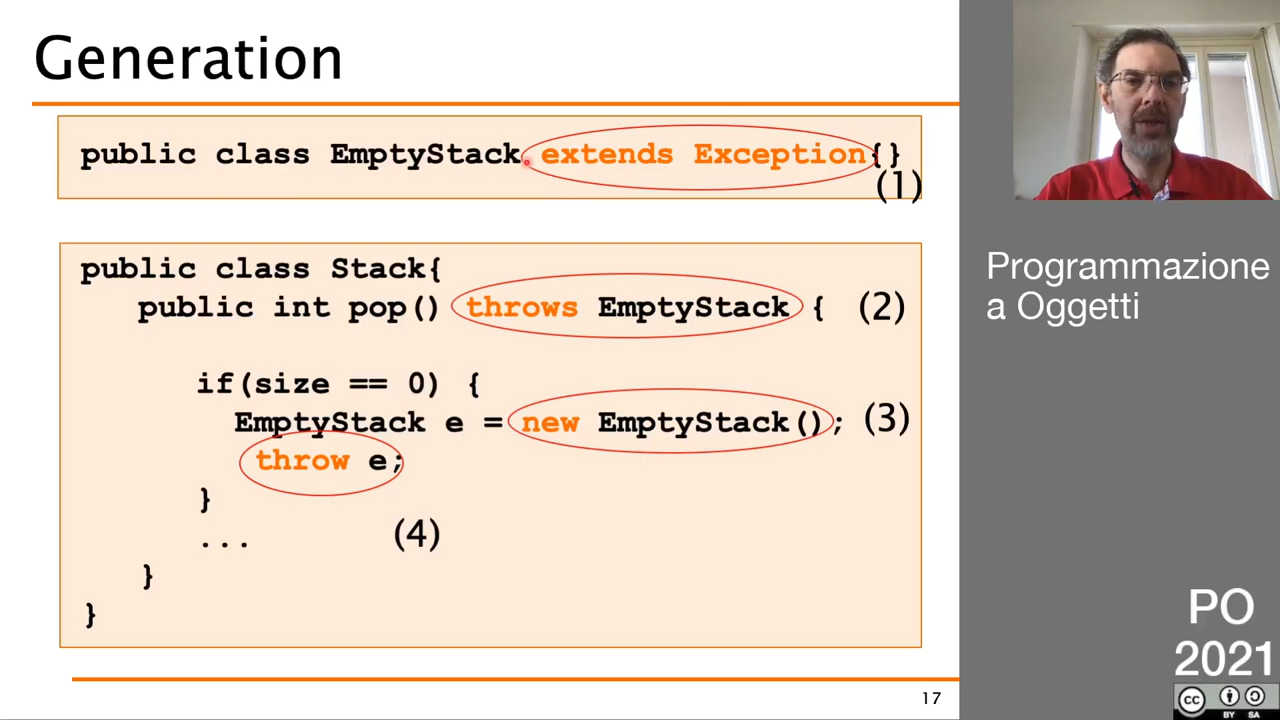 Generation
public class EmptyStack extends Exception{}
(1)
public class Stack{
public int pop() throws EmptyStack { (2)
if(size == 0) {
EmptyStack e = new EmptyStack(); (3)
throw e;
}
... (4)
}
}
17
Programmazione
a Oggetti
PO
2021
cc
BY SA